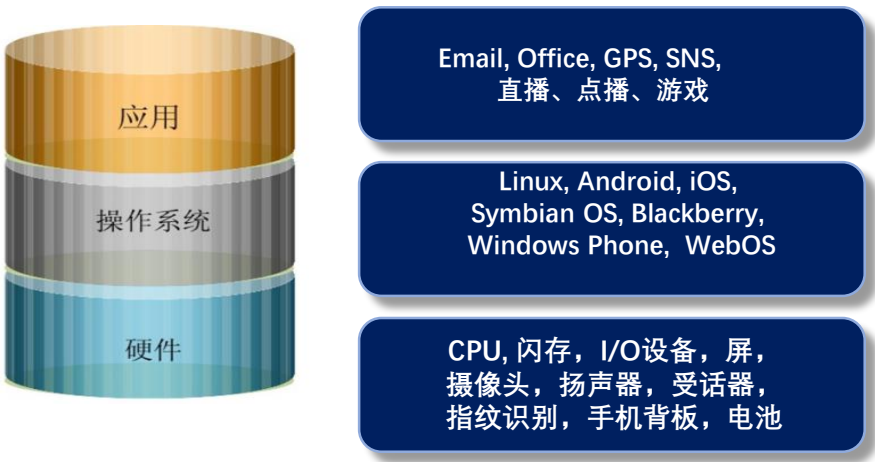 应用
Email, Office, GPS, SNS,
直播、点播、游戏
操作系统
Linux, Android, iOS,
Symbian OS, Blackberry,
Windows Phone, WebOS
硬件
CPU, 闪存，I/O设备，屏，
摄像头，扬声器，受话器，
指纹识别，手机背板，电池